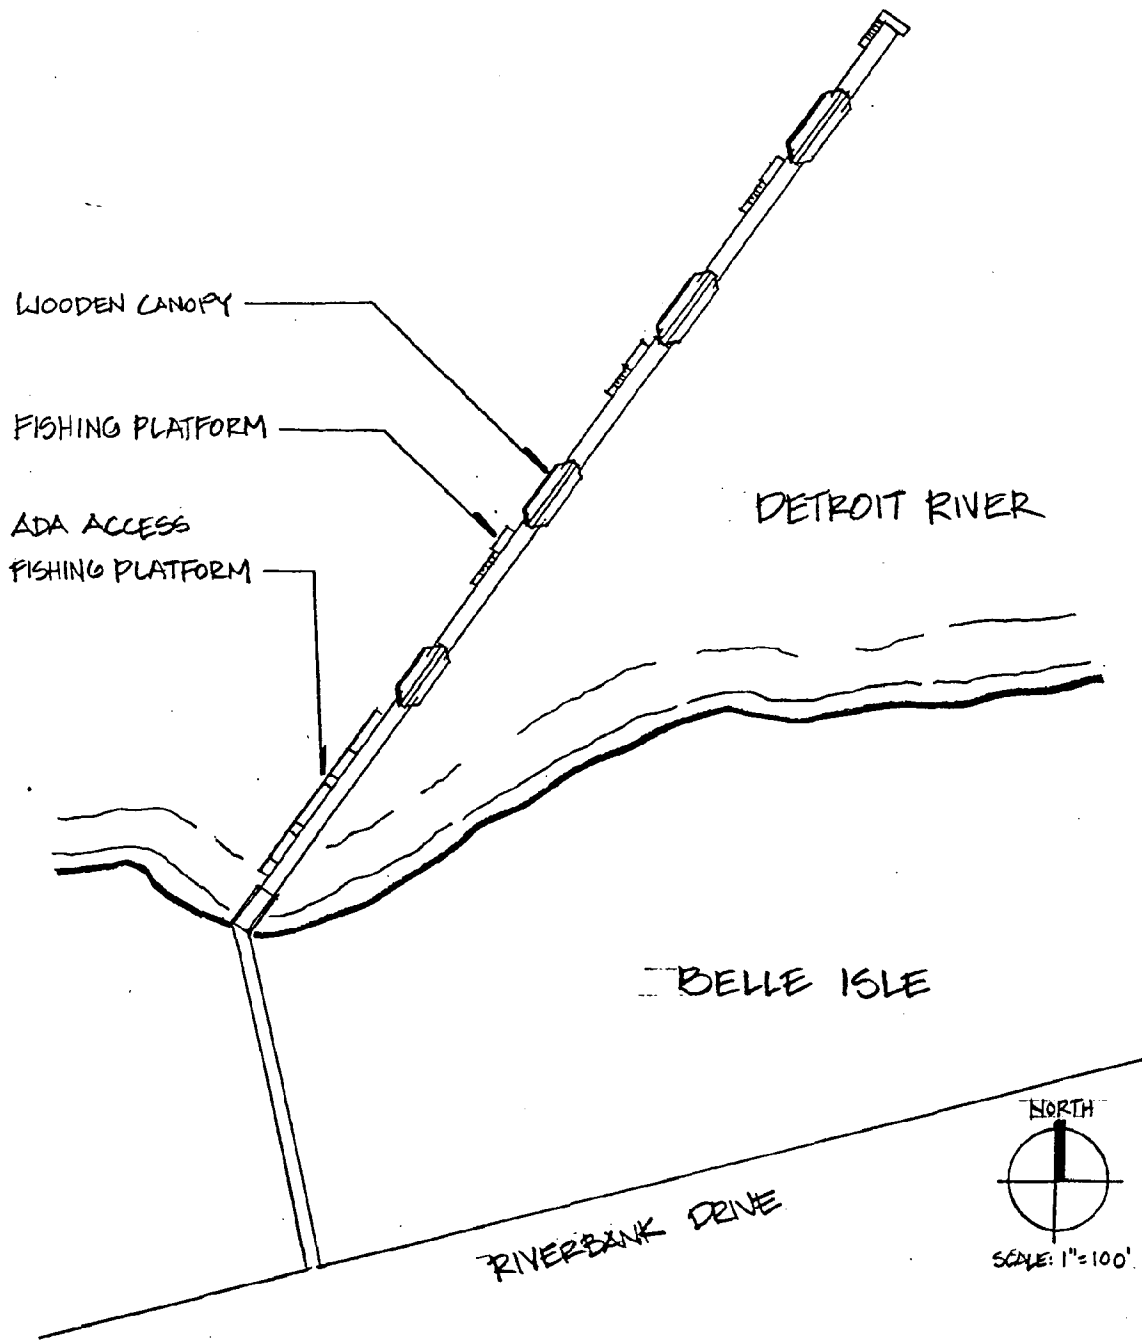 WOODEN CANOPY
FISHING PLATFORM
ADA ACCESS
FISHING PLATFORM
DETROIT RIVER
BELLE ISLE
NORTH
RIVERBANK DRIVE
SCALE: 1"=100'